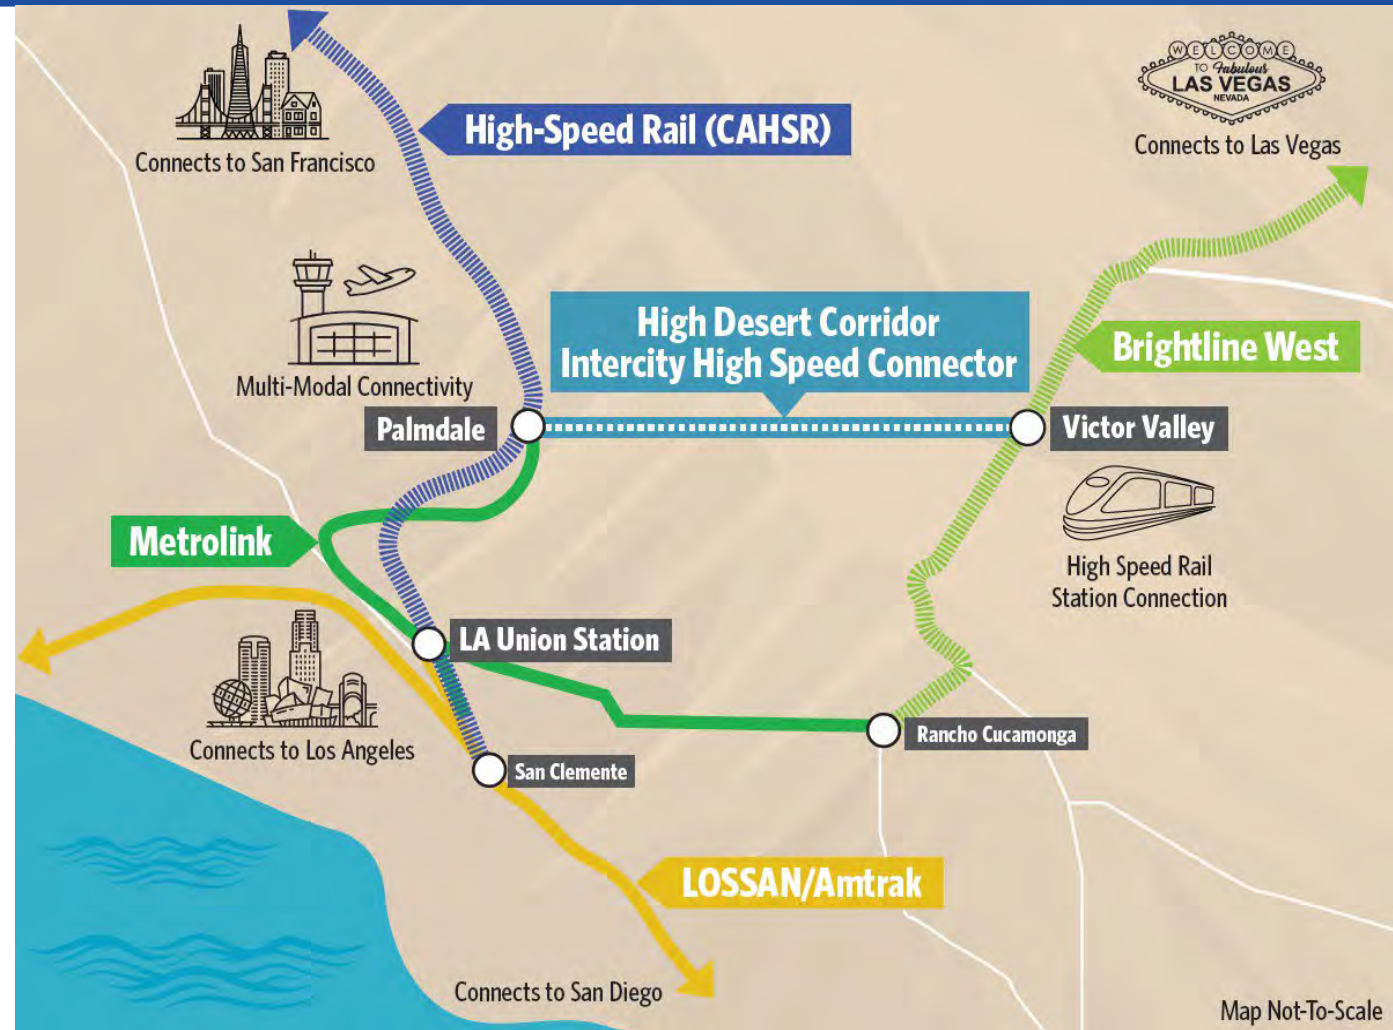 WELCOME
TO Fabulous
LAS VEGAS
NEVADA
Connects to Las Vegas
High-Speed Rail (CAHSR)
Connects to San Francisco
High Desert Corridor
Intercity High Speed Connector
Brightline West
Multi-Modal Connectivity
Palmdale
Victor Valley
Metrolink
High Speed Rail
Station Connection
LA Union Station
Connects to Los Angeles
Rancho Cucamonga
San Clemente
LOSSAN/Amtrak
Connects to San Diego
Map Not-To-Scale